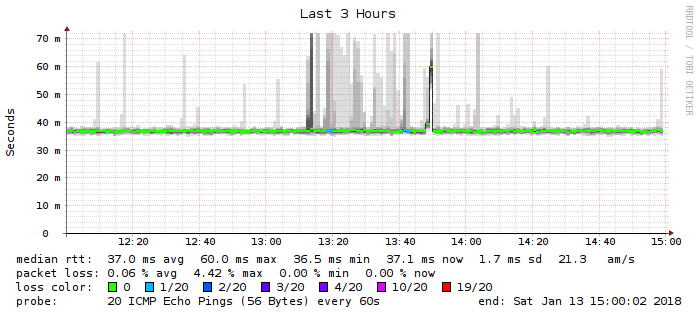 Last 3 Hours
RRDTOOL / TOBI OETIKER
Seconds
70 m
60 m
50 m
40 m
30 m
20 m
10 m
0
12:20 12:40 13:00 13:20 13:40 14:00 14:20 14:40 15:00
median rtt: 37.0 ms avg 60.0 ms max 36.5 ms min 37.1 ms now 1.7 ms sd 21.3 am/s
packet loss: 0.06 % avg 4.42 % max 0.00 % min 0.00 % now
loss color: 0 1/20 2/20 3/20 4/20 10/20 19/20
probe: 20 ICMP Echo Pings (56 Bytes) every 60s end: Sat Jan 13 15:00:02 2018